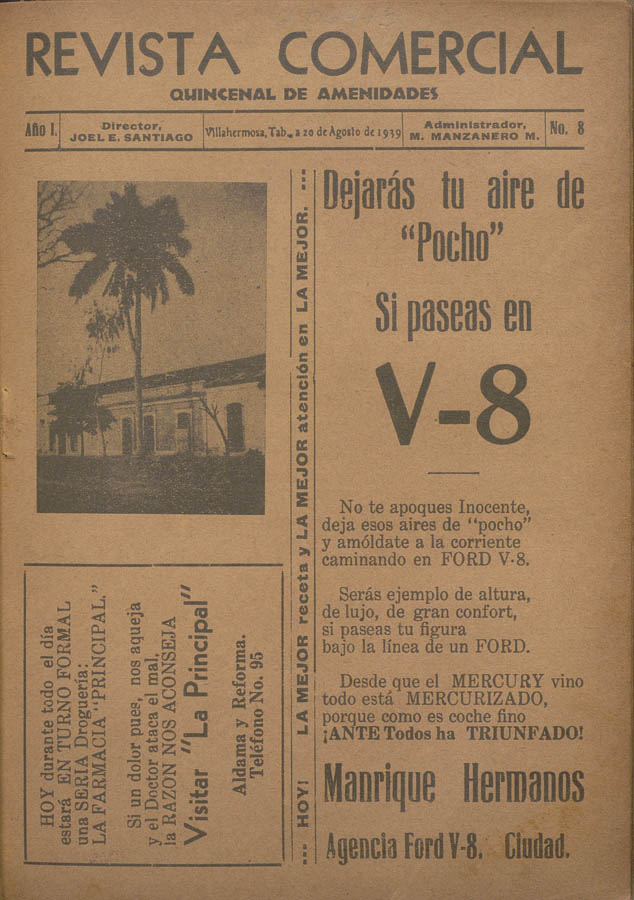 REVISTA COMERCIAL
QUINCENAL DE AMENIDADES
Año I.
Director,
JOEL E. SANTIAGO
Villahermosa, Tab., a 20 de Agosto de 1939
Administrador,
M. MANZANERO M.
No. 8
HOY durante todo el día
estará EN TURNO FORMAL
una SERIA Droguería:
LA FARMACIA "PRINCIPAL."
Si un dolor pues, nos aqueja
y el Doctor ataca el mal,
la RAZON NOS ACONSEJA
Visitar "La Principal"
Aldama y Reforma.
Teléfono No. 95
... HOY! LA MEJOR receta y LA MEJOR atención en LA MEJOR. ...
Dejarás tu aire de
"Pocho"
Si paseas en
V-8
No te apoques Inocente,
deja esos aires de "pocho"
y amóldate a la corriente
caminando en FORD V-8.
Serás ejemplo de altura,
de lujo, de gran confort,
si paseas tu figura
bajo la línea de un FORD.
Desde que el MERCURY vino
todo está MERCURIZADO,
porque como es coche fino
¡ANTE Todos ha TRIUNFADO!
Manrique Hermanos
Agencia Ford V-8. Ciudad.